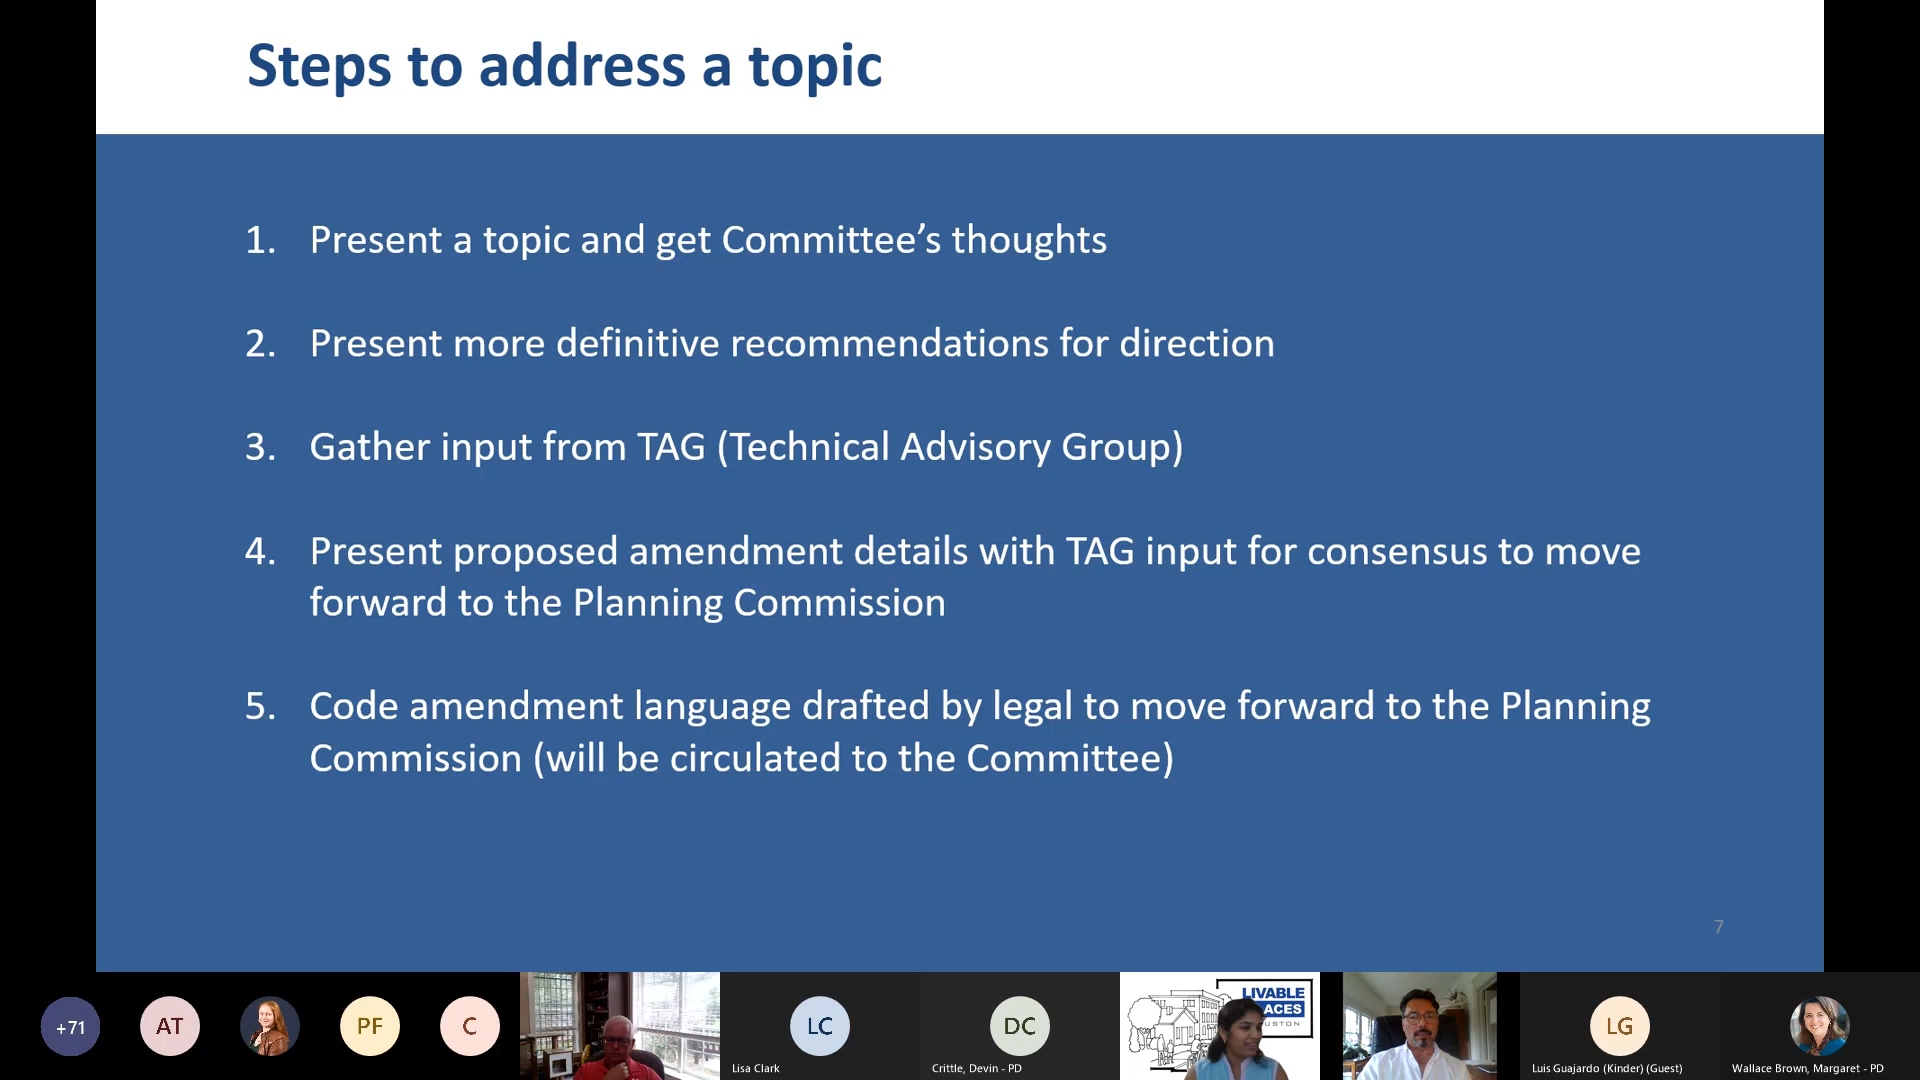 Steps to address a topic
1. Present a topic and get Committee’s thoughts
2. Present more definitive recommendations for direction
3. Gather input from TAG (Technical Advisory Group)
4. Present proposed amendment details with TAG input for consensus to move
forward to the Planning Commission
5. Code amendment language drafted by legal to move forward to the Planning
Commission (will be circulated to the Committee)
7
+71
AT
PF
C
LC
Lisa Clark
DC
Crittle, Devin - PD
LIVABLE
LG
Luis Guajardo (Kinder) (Guest)
Wallace Brown, Margaret - PD